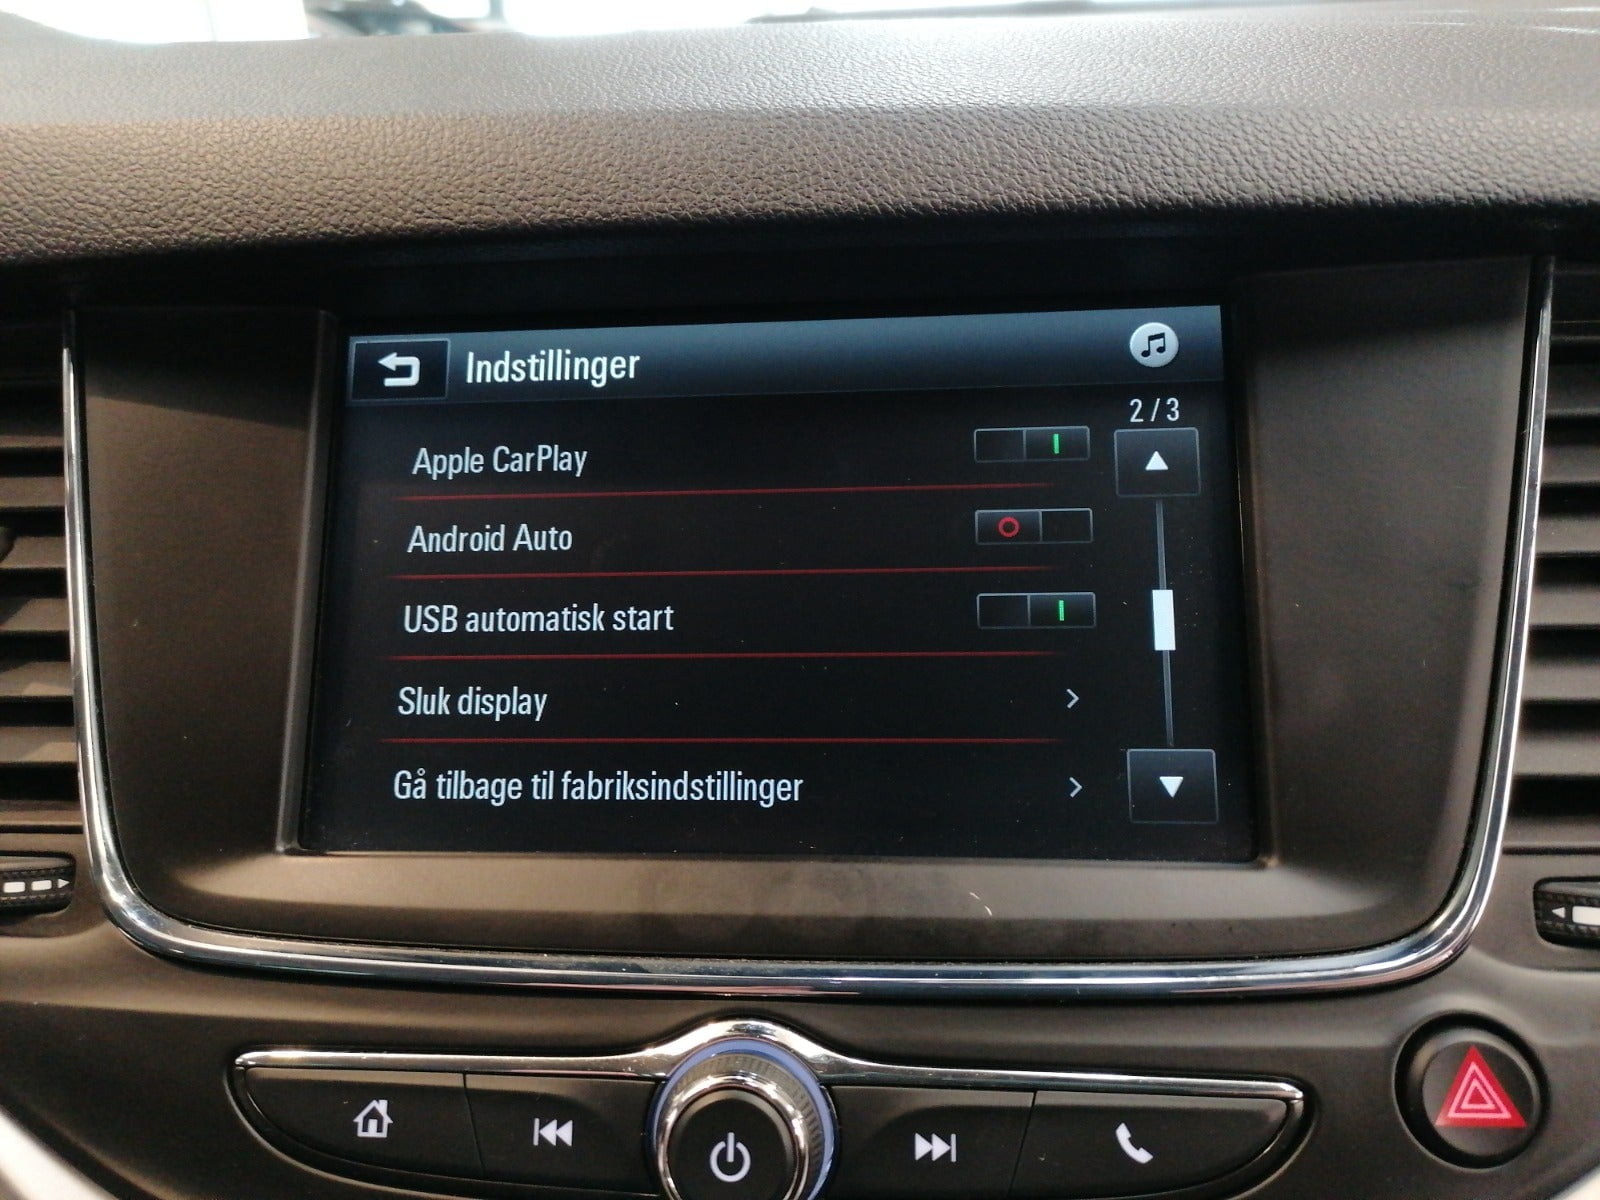 Indstillinger
2 / 3
Apple CarPlay
Android Auto
USB automatisk start
Sluk display
Gå tilbage til fabriksindstillinger